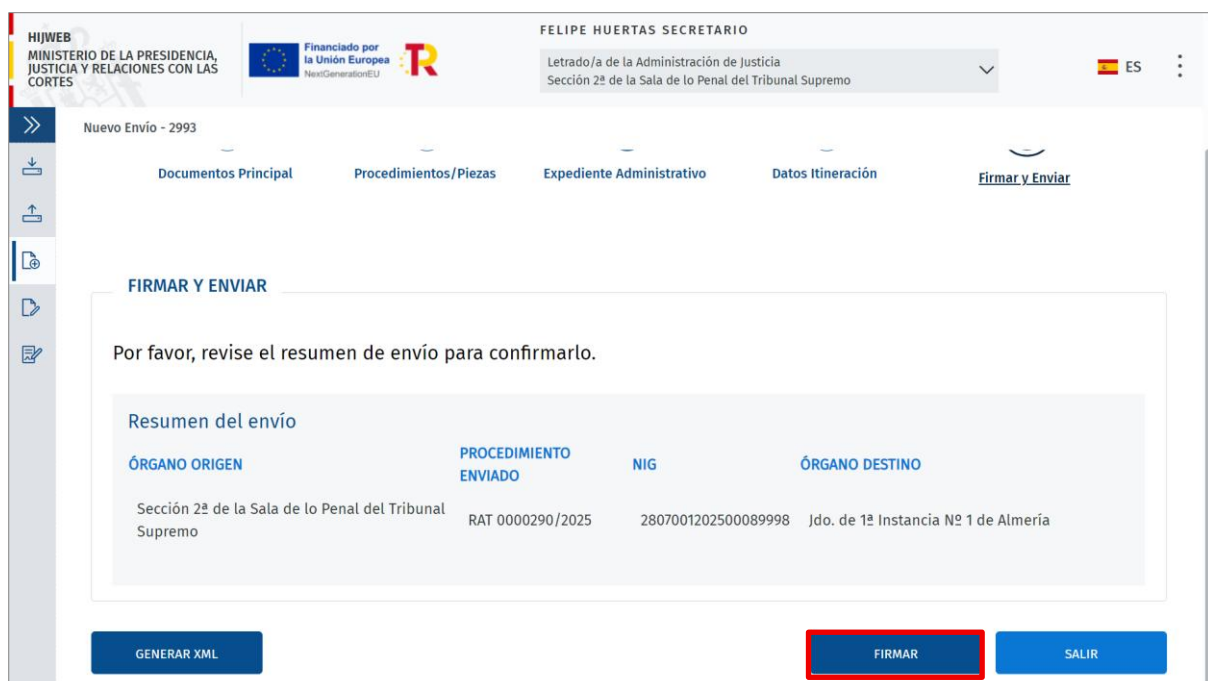 HIJWEB
MINISTERIO DE LA PRESIDENCIA,
JUSTICIA Y RELACIONES CON LAS
CORTES
Financiado por
la Unión Europea
NextGenerationEU
FELIPE HUERTAS SECRETARIO
Letrado/a de la Administración de Justicia
Sección 2ª de la Sala de lo Penal del Tribunal Supremo
ES
Nuevo Envío - 2993
Documentos Principal
Procedimientos/Piezas
Expediente Administrativo
Datos Itineración
Firmar y Enviar
FIRMAR Y ENVIAR
Por favor, revise el resumen de envío para confirmarlo.
Resumen del envío
ÓRGANO ORIGEN
PROCEDIMIENTO
ENVIADO
NIG
ÓRGANO DESTINO
Sección 2ª de la Sala de lo Penal del Tribunal
Supremo
RAT 0000290/2025
2807001202500089998
Jdo. de 1ª Instancia Nº 1 de Almería
GENERAR XML
FIRMAR
SALIR